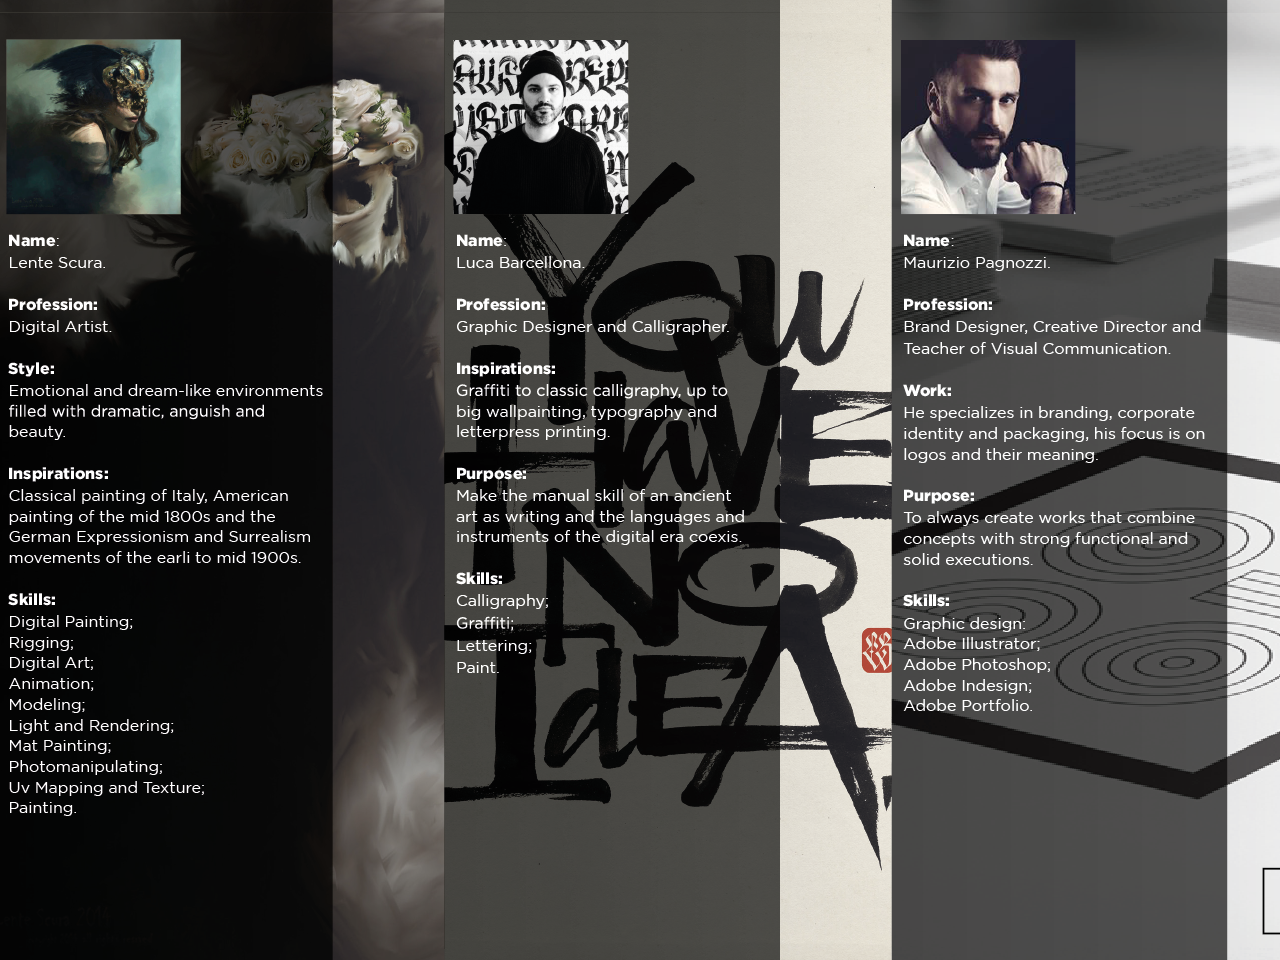 Name:
Lente Scura.
Profession:
Digital Artist.
Style:
Emotional and dream-like environments
filled with dramatic, anguish and
beauty.
Inspirations:
Classical painting of Italy, American
painting of the mid 1800s and the
German Expressionism and Surrealism
movements of the earli to mid 1900s.
Skills:
Digital Painting;
Rigging;
Digital Art;
Animation;
Modeling;
Light and Rendering;
Mat Painting;
Photomanipulating;
Uv Mapping and Texture;
Painting.
Name:
Luca Barcellona.
Profession:
Graphic Designer and Calligrapher.
Inspirations:
Graffiti to classic calligraphy, up to
big wallpainting, typography and
letterpress printing.
Purpose:
Make the manual skill of an ancient
art as writing and the languages and
instruments of the digital era coexis.
Skills:
Calligraphy;
Graffiti;
Lettering;
Paint.
You
HaVE
NO
IdEA
Name:
Maurizio Pagnozzi.
Profession:
Brand Designer, Creative Director and
Teacher of Visual Communication.
Work:
He specializes in branding, corporate
identity and packaging, his focus is on
logos and their meaning.
Purpose:
To always create works that combine
concepts with strong functional and
solid executions.
Skills:
Graphic design:
Adobe Illustrator;
Adobe Photoshop;
Adobe Indesign;
Adobe Portfolio.